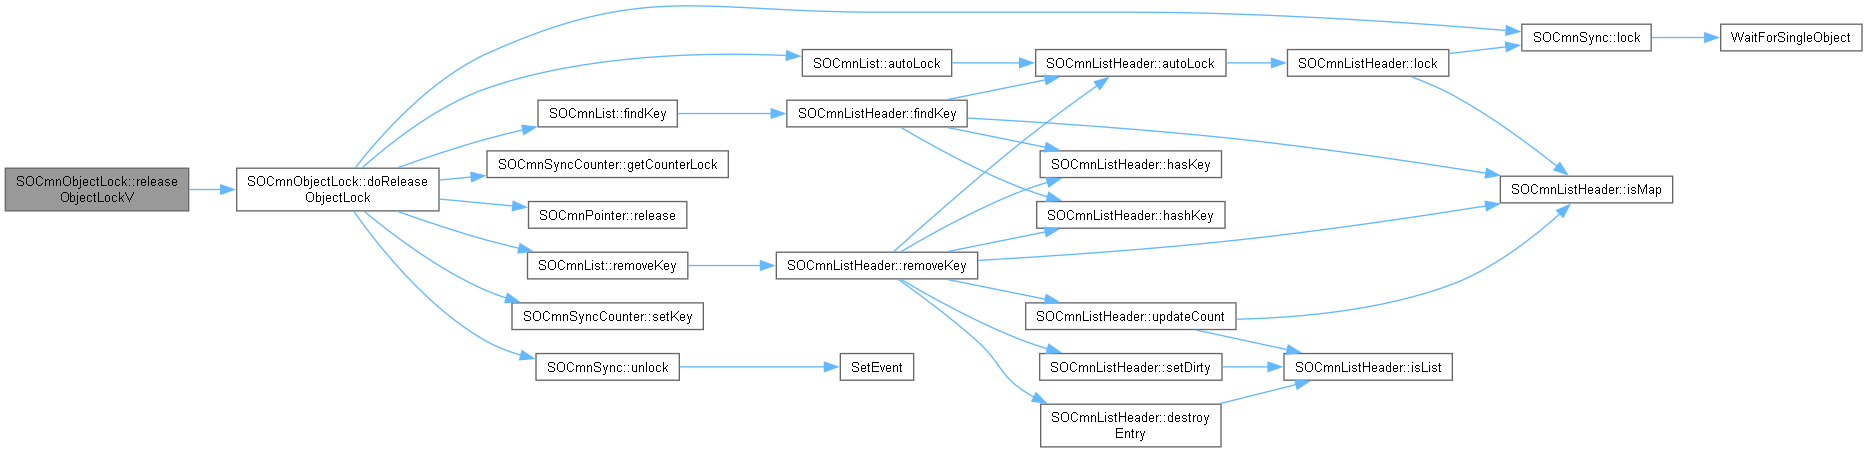 SOCmnObjectLock::release
ObjectLockV
SOCmnObjectLock::doRelease
ObjectLock
SOCmnList::autoLock
SOCmnList::findKey
SOCmnSyncCounter::getCounterLock
SOCmnPointer::release
SOCmnList::removeKey
SOCmnSyncCounter::setKey
SOCmnSync::unlock
SetEvent
SOCmnListHeader::findKey
SOCmnListHeader::removeKey
SOCmnListHeader::autoLock
SOCmnListHeader::hasKey
SOCmnListHeader::hashKey
SOCmnListHeader::updateCount
SOCmnListHeader::setDirty
SOCmnListHeader::destroy
Entry
SOCmnListHeader::lock
SOCmnListHeader::isList
SOCmnSync::lock
SOCmnListHeader::isMap
WaitForSingleObject